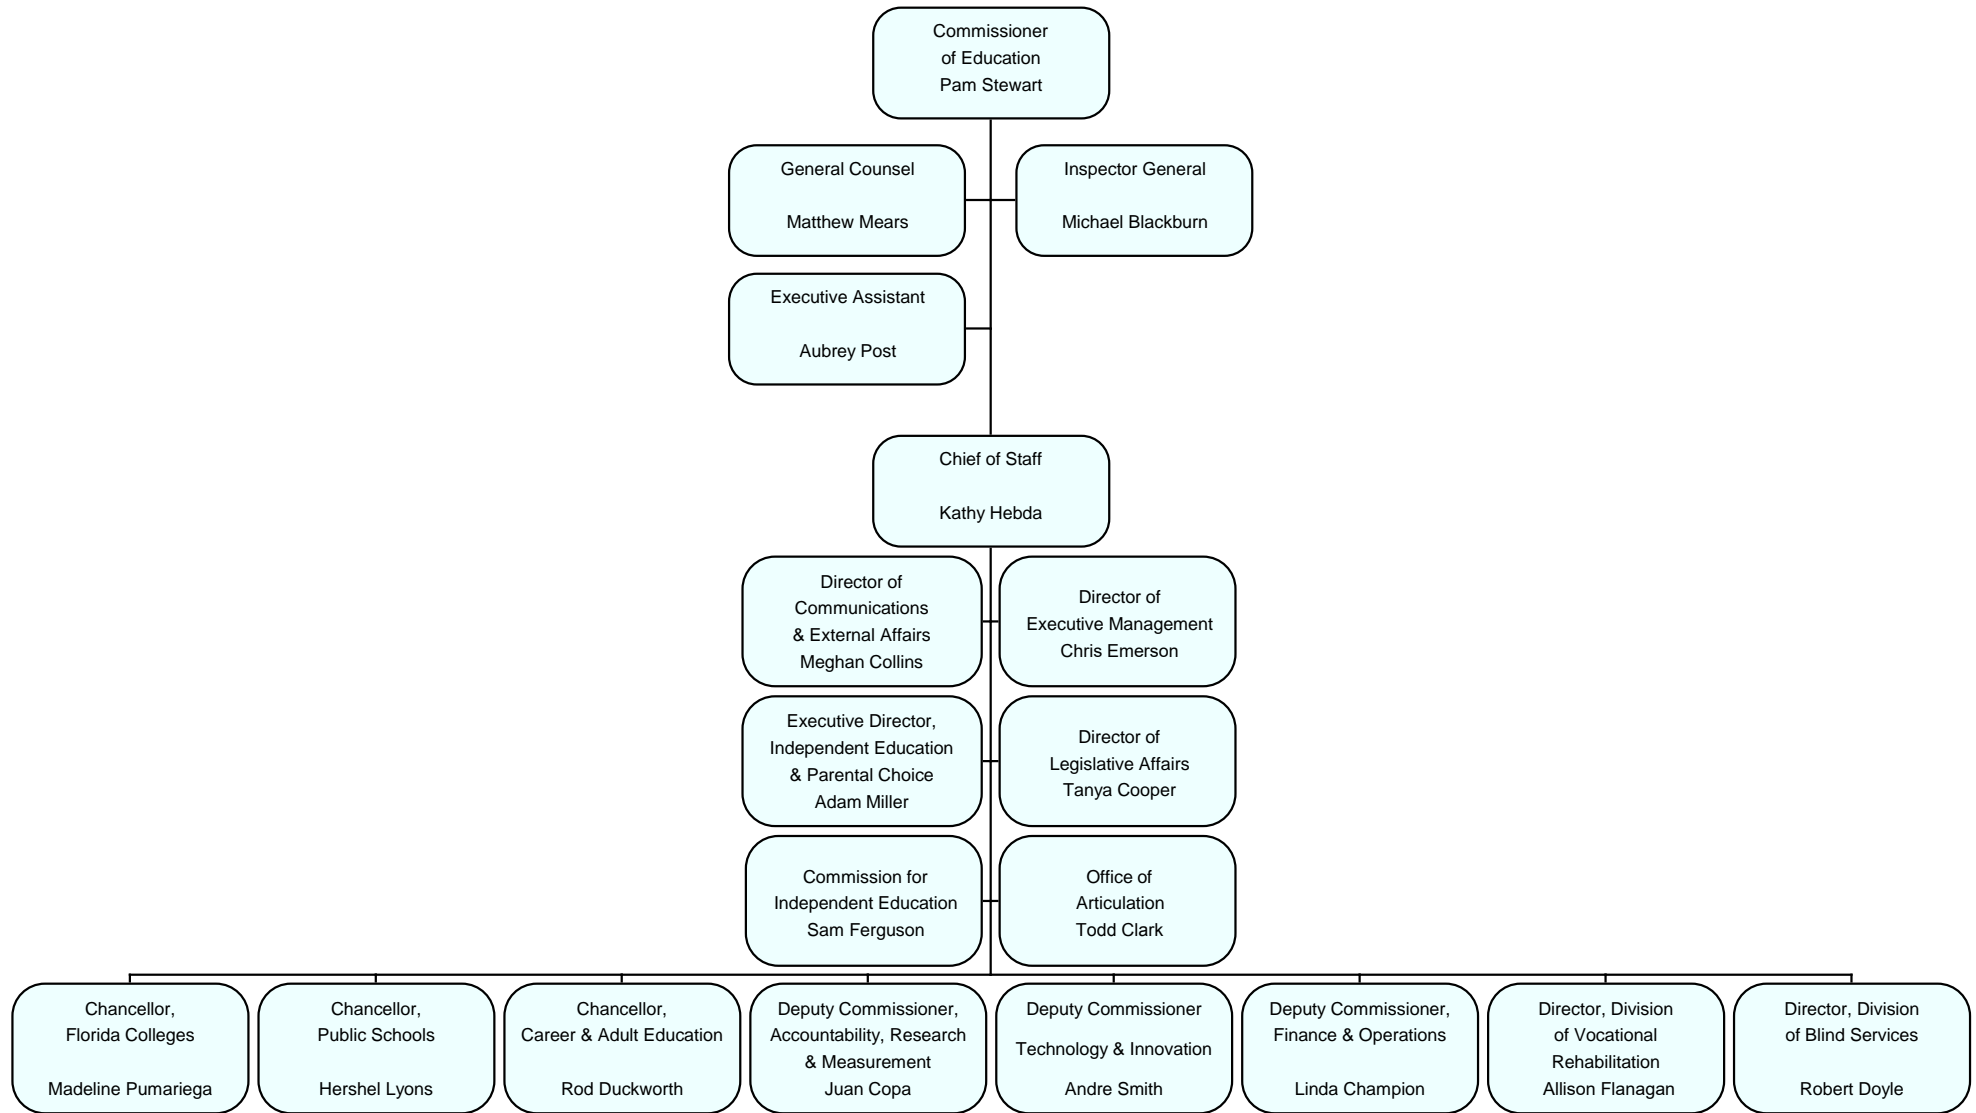 Commissioner
of Education
Pam Stewart
General Counsel
Matthew Mears
Inspector General
Michael Blackburn
Executive Assistant
Aubrey Post
Chief of Staff
Kathy Hebda
Director of
Communications
& External Affairs
Meghan Collins
Director of
Executive Management
Chris Emerson
Executive Director,
Independent Education
& Parental Choice
Adam Miller
Director of
Legislative Affairs
Tanya Cooper
Commission for
Independent Education
Sam Ferguson
Office of
Articulation
Todd Clark
Chancellor,
Florida Colleges
Madeline Pumariega
Chancellor,
Public Schools
Hershel Lyons
Chancellor,
Career & Adult Education
Rod Duckworth
Deputy Commissioner,
Accountability, Research
& Measurement
Juan Copa
Deputy Commissioner
Technology & Innovation
Andre Smith
Deputy Commissioner,
Finance & Operations
Linda Champion
Director, Division
of Vocational
Rehabilitation
Allison Flanagan
Director, Division
of Blind Services
Robert Doyle